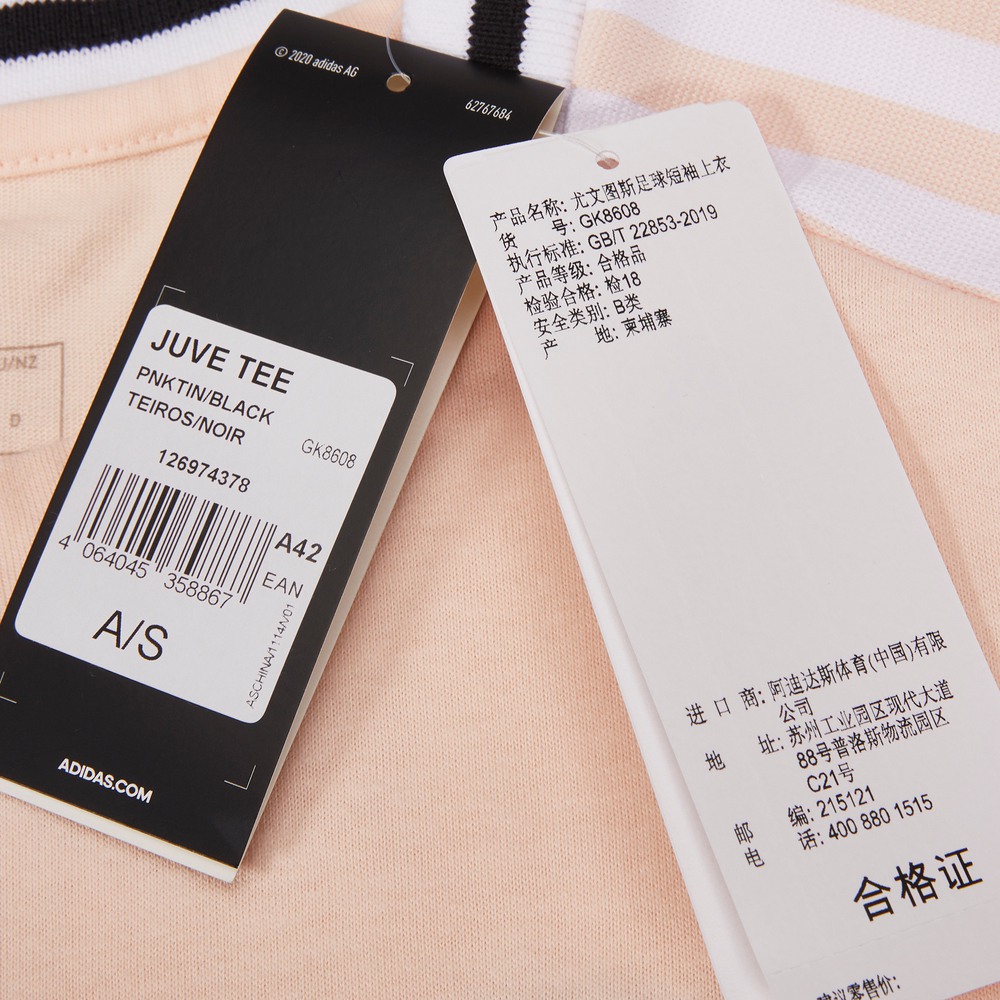 © 2020 adidas AG
62767684
JUVE TEE
PNKTIN/BLACK
TEIROS/NOIR
GK8608
126974378
A42
4 064045 358867
EAN
A/S
ASCHINA/1114/V01
ADIDAS.COM
J/NZ
D
产品名称: 尤文图斯足球短袖上衣
货 号: GK8608
执行标准: GB/T 22853-2019
产品等级: 合格品
检验合格: 检18
安全类别: B类
产 地: 柬埔寨
进 口 商: 阿迪达斯体育(中国)有限
公司
地 址: 苏州工业园区现代大道
88号普洛斯物流园区
C21号
邮 编: 215121
电 话: 400 880 1515
合格证
建议零售价: